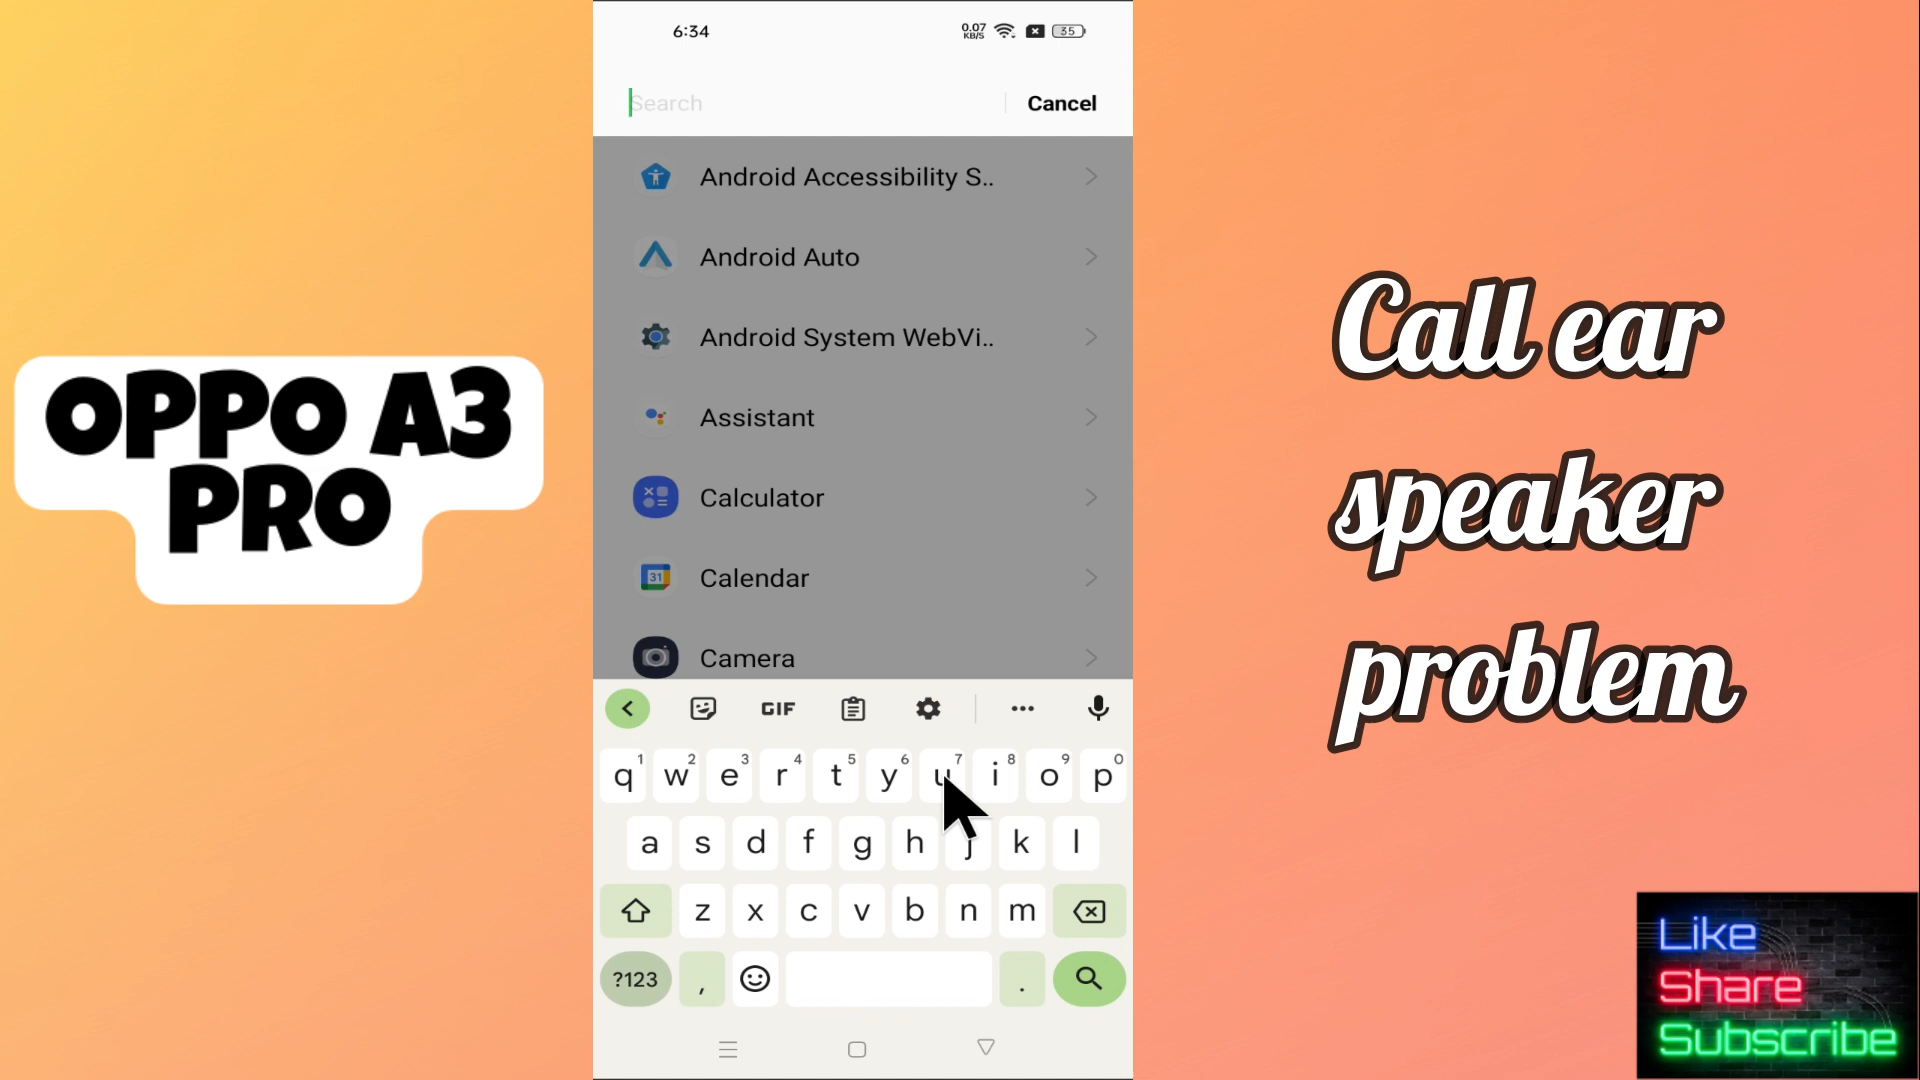 OPPO A3
PRO
6:34
0.07
KB/S
35
Search
Cancel
Android Accessibility S..
Android Auto
Android System WebVi..
Assistant
Calculator
31
Calendar
Camera
GIF
q1 w2 e3 r4 t5 y6 u7 i8 o9 p0
a s d f g h j k l
z x c v b n m
?123 , .
Call ear
speaker
problem
Like
Share
Subscribe